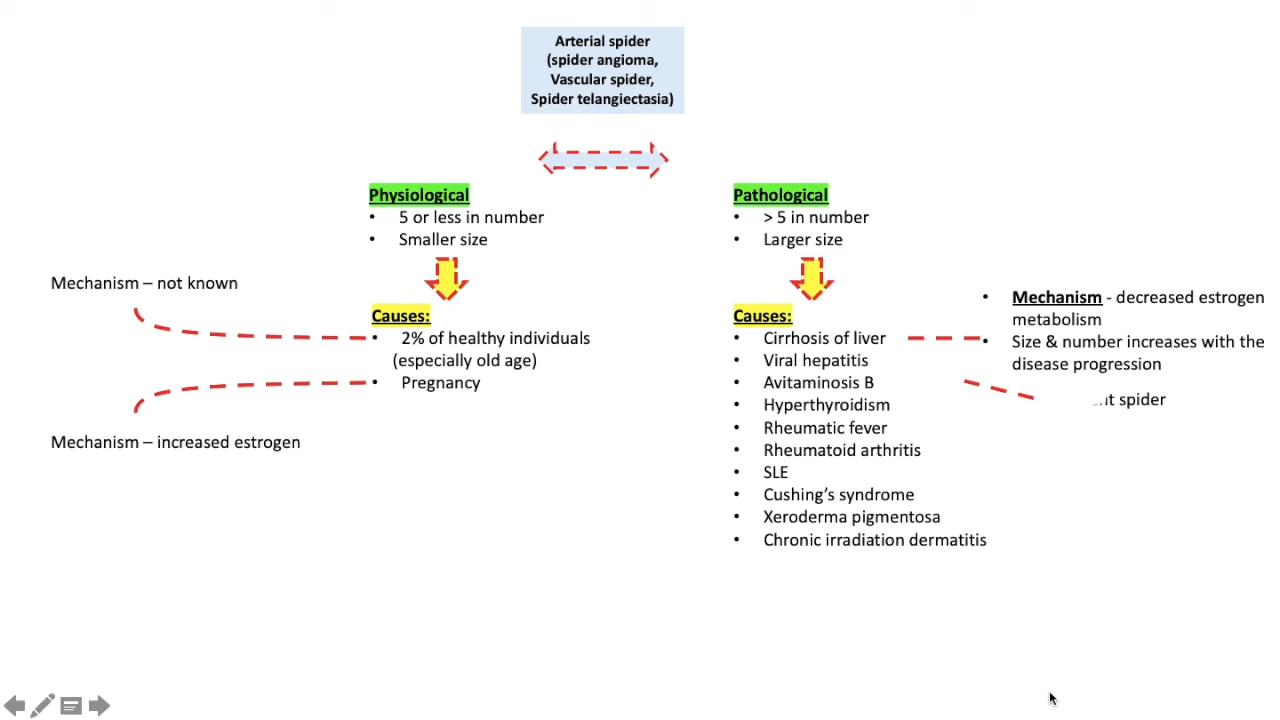 Arterial spider
(spider angioma,
Vascular spider,
Spider telangiectasia)
Physiological
• 5 or less in number
• Smaller size
Pathological
• > 5 in number
• Larger size
Mechanism – not known
Causes:
• 2% of healthy individuals
(especially old age)
• Pregnancy
Mechanism – increased estrogen
Causes:
• Cirrhosis of liver
• Viral hepatitis
• Avitaminosis B
• Hyperthyroidism
• Rheumatic fever
• Rheumatoid arthritis
• SLE
• Cushing’s syndrome
• Xeroderma pigmentosa
• Chronic irradiation dermatitis
• Mechanism - decreased estrogen
metabolism
• Size & number increases with the
disease progression
spider